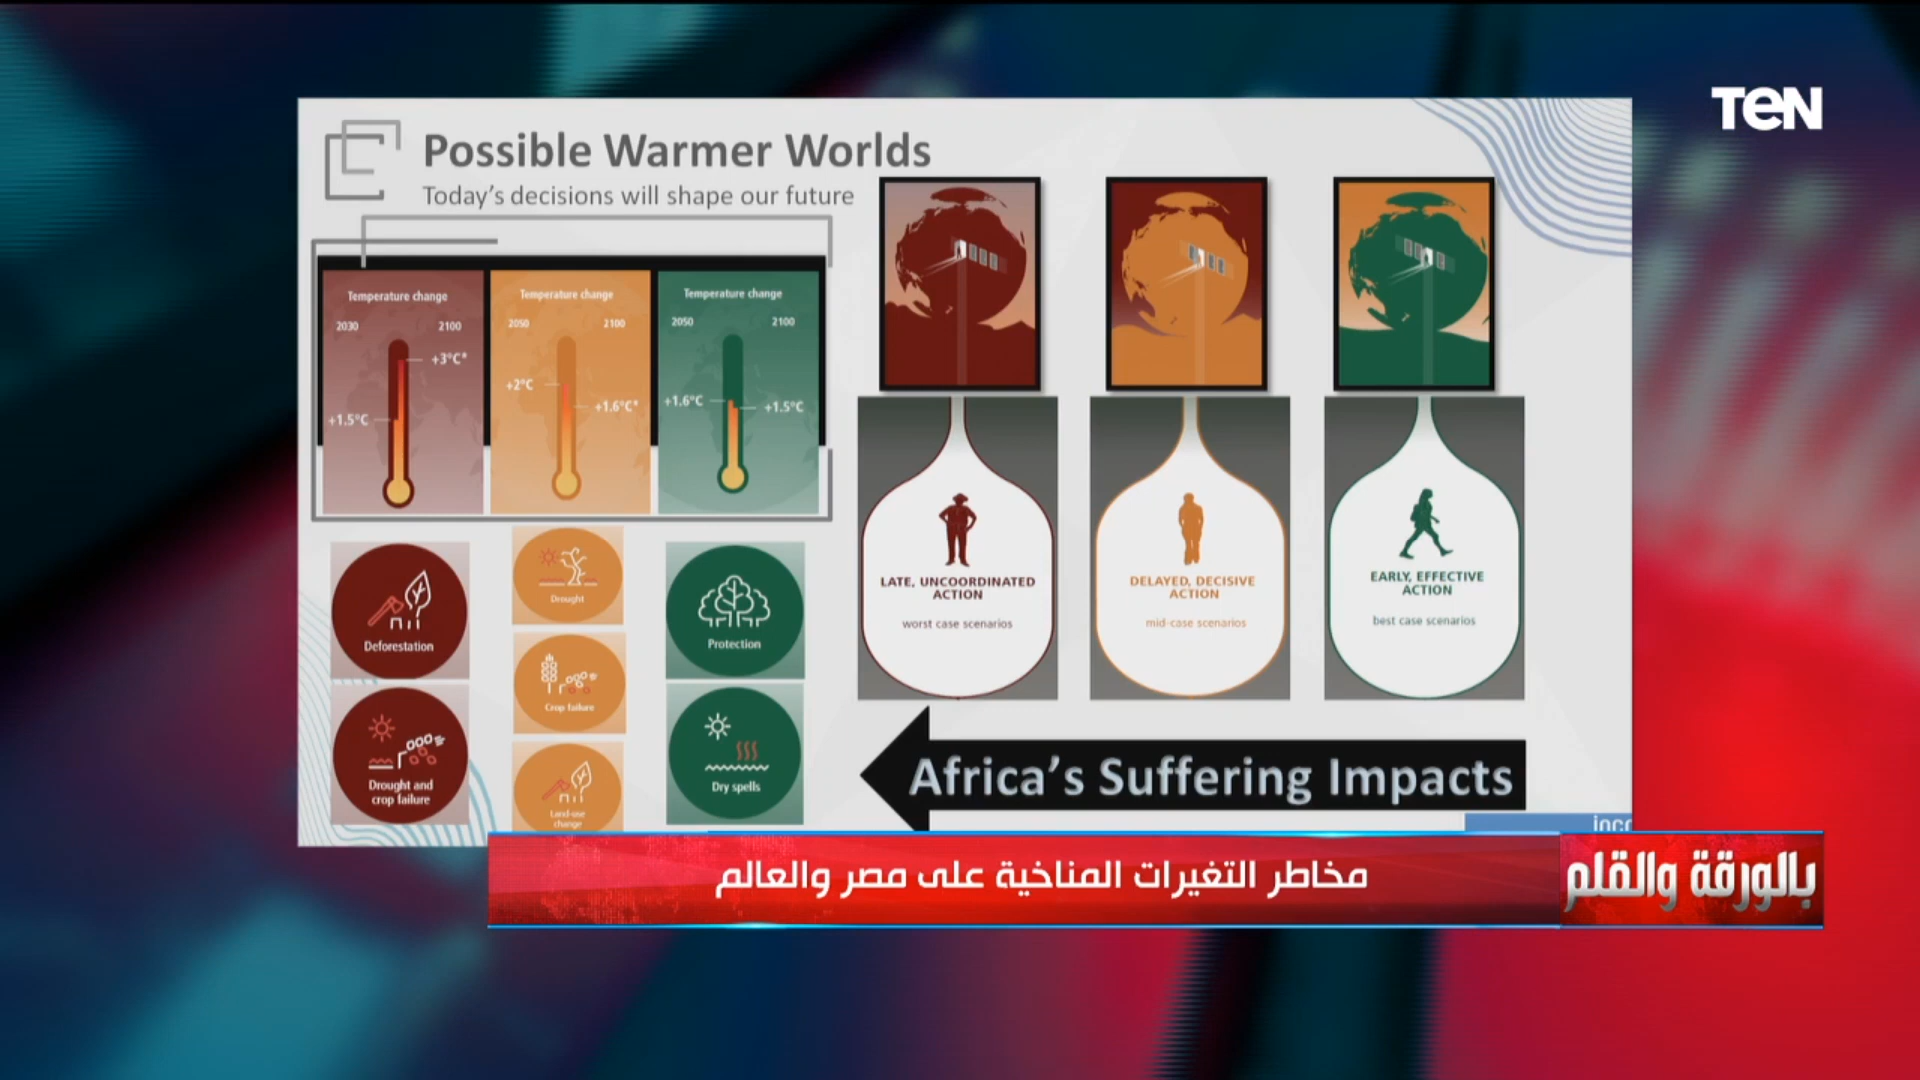 TEN
Possible Warmer Worlds
Today's decisions will shape our future
Temperature change
2030 2100
+3°C*
+1.5°C
Temperature change
2050 2100
+2°C
+1.6°C*
Temperature change
2050 2100
+1.6°C
+1.5°C
LATE, UNCOORDINATED
ACTION
worst case scenarios
DELAYED, DECISIVE
ACTION
mid-case scenarios
EARLY, EFFECTIVE
ACTION
best case scenarios
Deforestation
Drought and
crop failure
Drought
Crop failure
Land-use
change
Protection
Dry spells
Africa's Suffering Impacts
مخاطر التغيرات المناخية على مصر والعالم
بالورقة والقلم